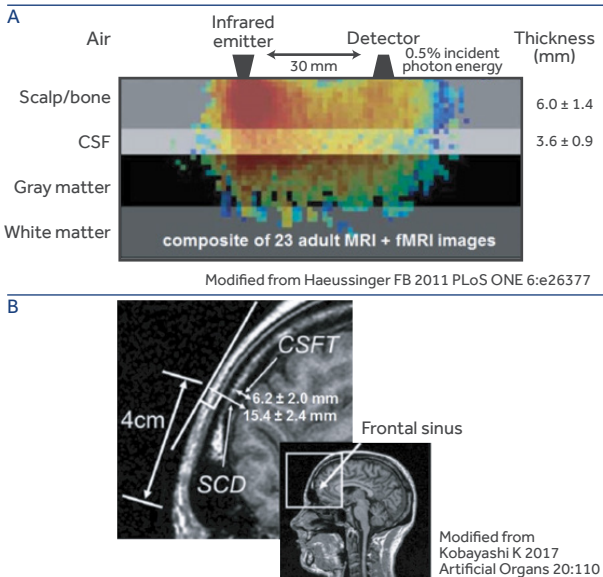 A
Air
Infrared
emitter
30 mm
Detector
0.5% incident
photon energy
Thickness
(mm)
Scalp/bone
6.0 ± 1.4
CSF
3.6 ± 0.9
Gray matter
White matter
composite of 23 adult MRI + fMRI images
Modified from Haeussinger FB 2011 PLoS ONE 6:e26377
B
CSFT
6.2 ± 2.0 mm
15.4 ± 2.4 mm
4cm
SCD
Frontal sinus
Modified from
Kobayashi K 2017
Artificial Organs 20:110